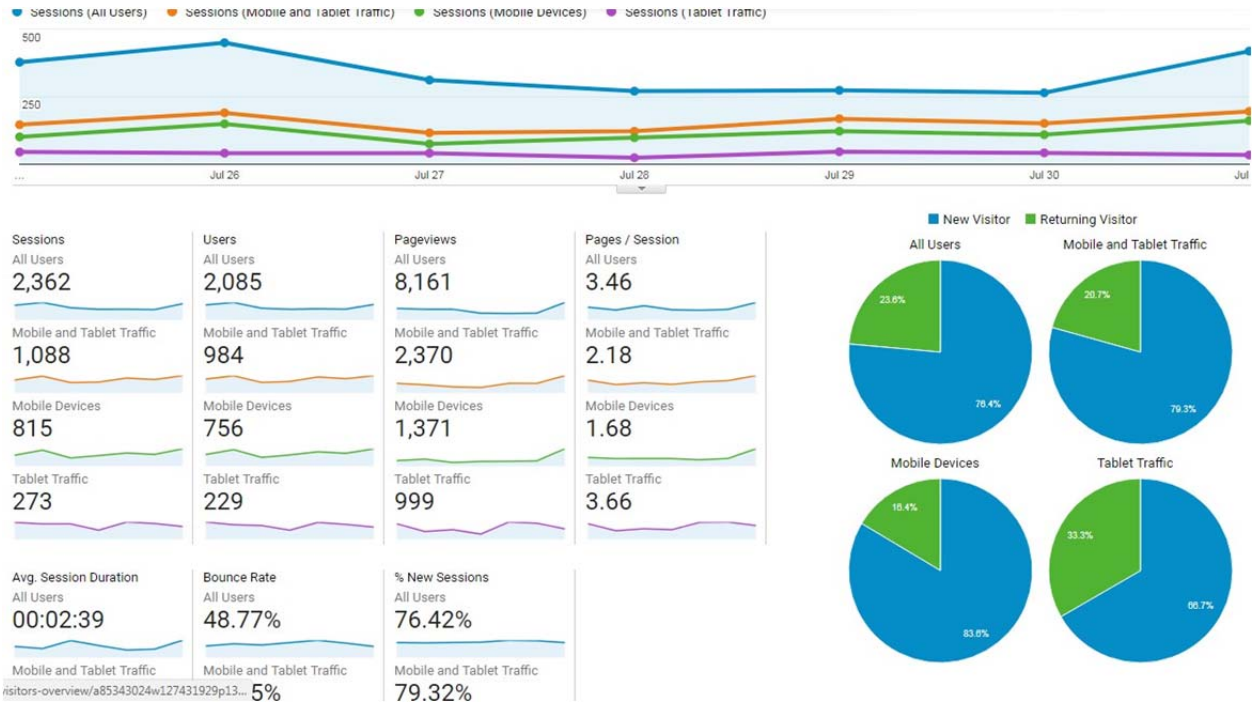 Sessions (All Users) Sessions (Mobile and Tablet Traffic) Sessions (Mobile Devices) Sessions (Tablet Traffic)
500
250
... Jul 26 Jul 27 Jul 28 Jul 29 Jul 30 Jul
Sessions
All Users
2,362
Mobile and Tablet Traffic
1,088
Mobile Devices
815
Tablet Traffic
273
Users
All Users
2,085
Mobile and Tablet Traffic
984
Mobile Devices
756
Tablet Traffic
229
Pageviews
All Users
8,161
Mobile and Tablet Traffic
2,370
Mobile Devices
1,371
Tablet Traffic
999
Pages / Session
All Users
3.46
Mobile and Tablet Traffic
2.18
Mobile Devices
1.68
Tablet Traffic
3.66
Avg. Session Duration
All Users
00:02:39
Mobile and Tablet Traffic
visitors-overview/a85343024w127431929p13...
Bounce Rate
All Users
48.77%
Mobile and Tablet Traffic
5%
% New Sessions
All Users
76.42%
Mobile and Tablet Traffic
79.32%
New Visitor Returning Visitor
All Users
23.6%
76.4%
Mobile and Tablet Traffic
20.7%
79.3%
Mobile Devices
16.4%
83.6%
Tablet Traffic
33.3%
66.7%